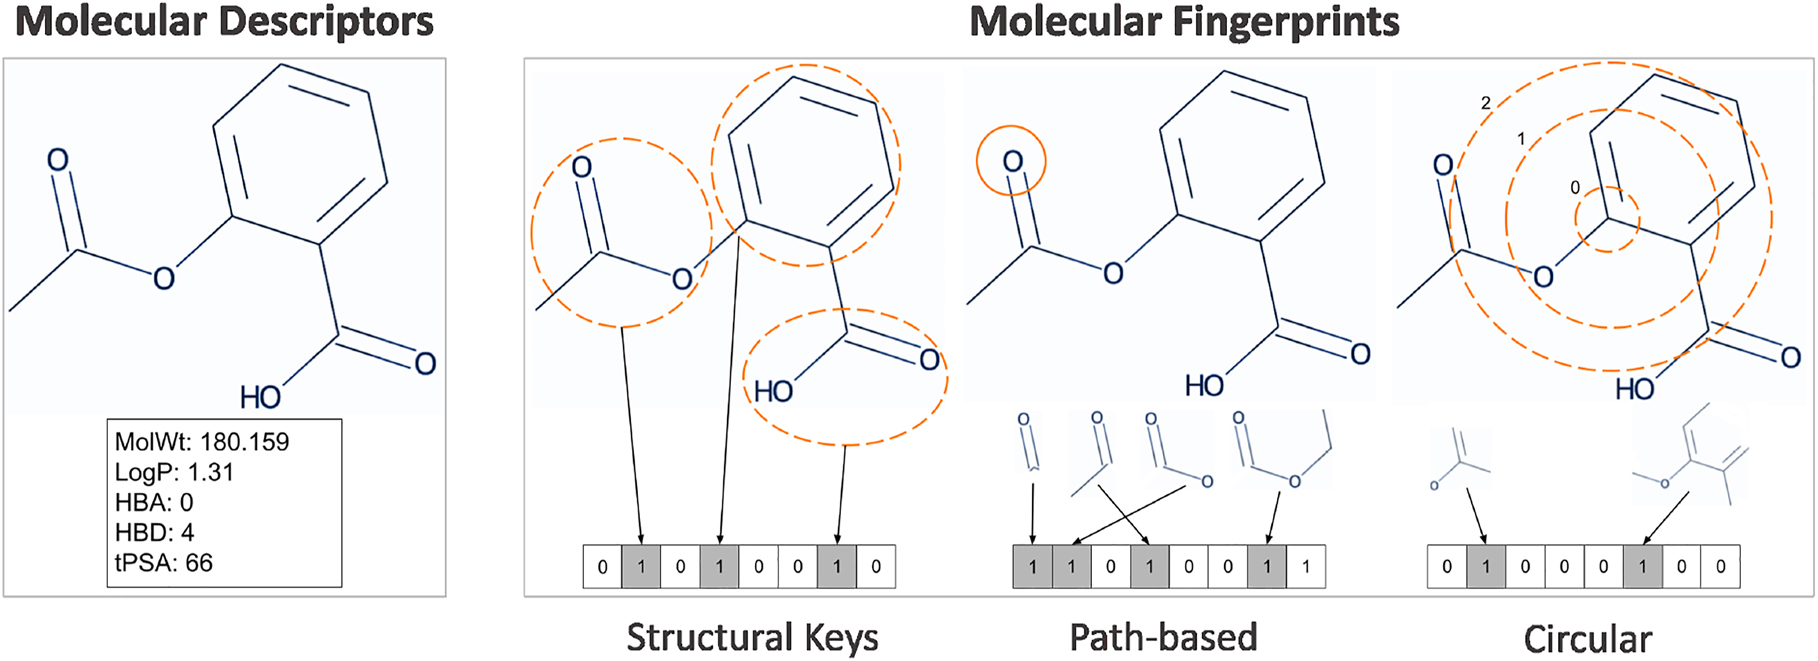 Molecular Descriptors
Molecular Fingerprints
O
O
O
HO
MolWt: 180.159
LogP: 1.31
HBA: 0
HBD: 4
tPSA: 66
O
O
O
HO
0 1 0 1 0 0 1 0
Structural Keys
O
O
O
HO
O
O
O
O
O
O
1 1 0 1 0 0 1 1
Path-based
2
1
0
O
O
O
HO
O
O
0 1 0 0 0 1 0 0
Circular